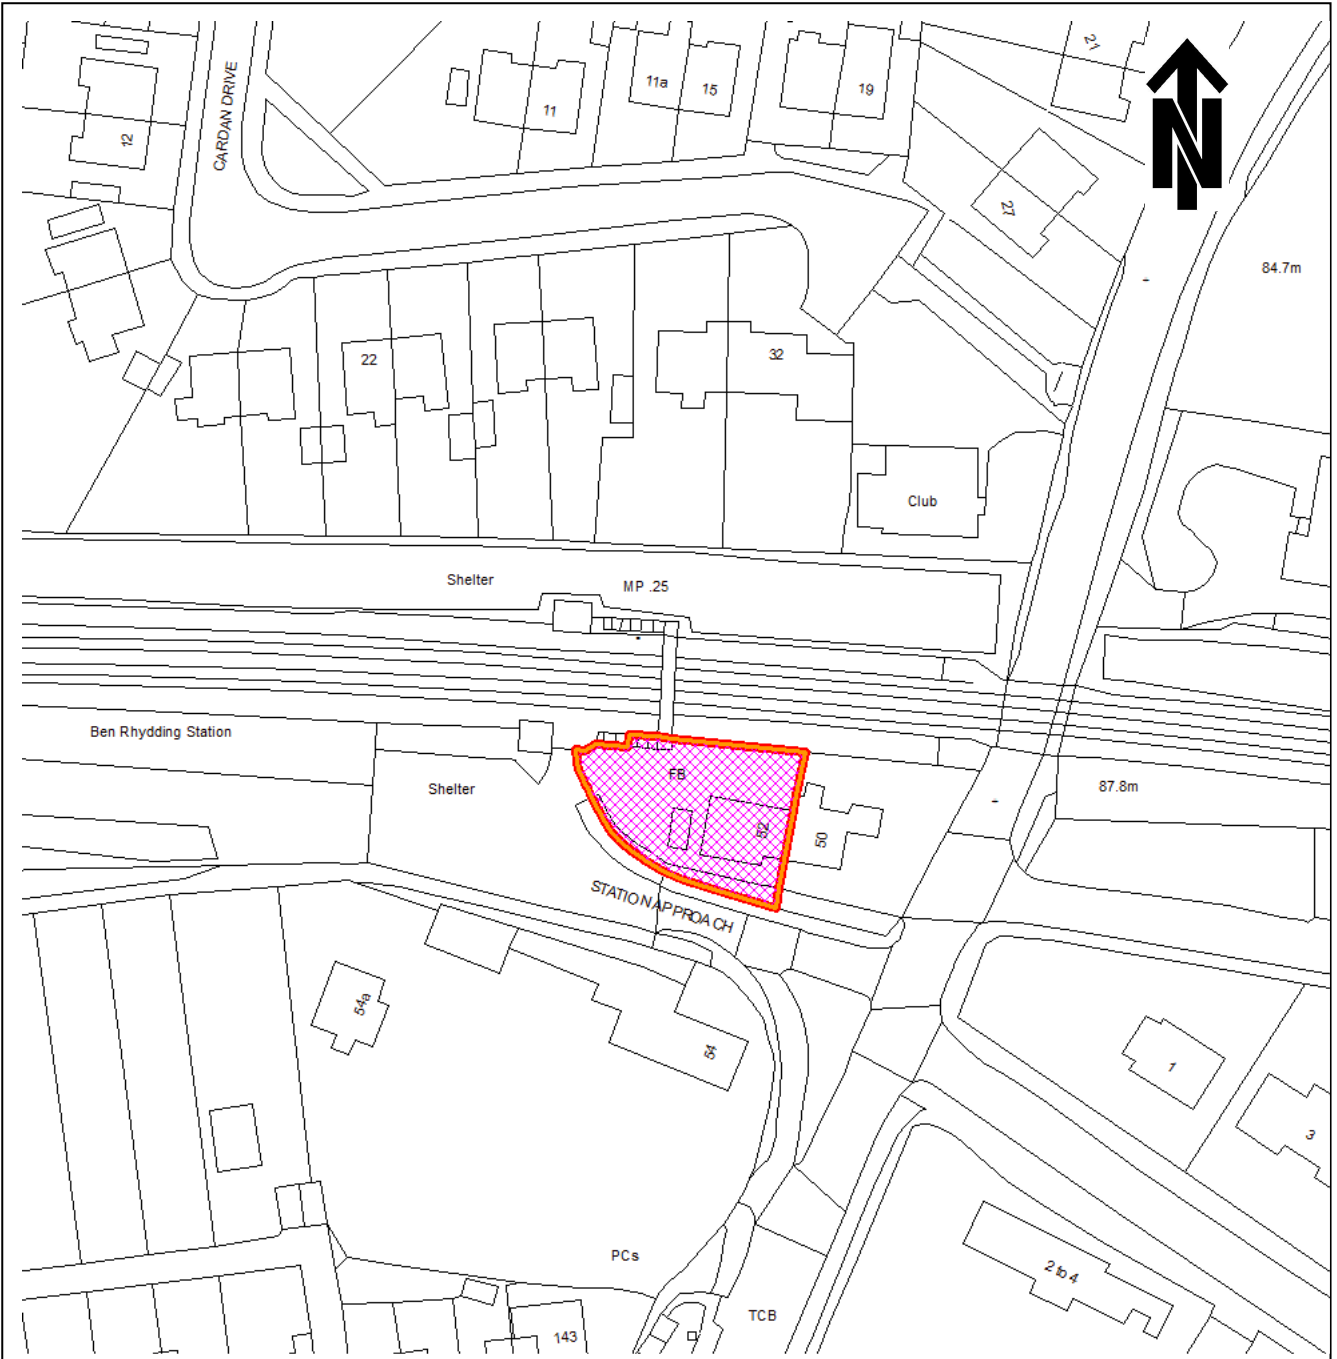 21
11a
15
19
11
CARDAN DRIVE
12
N
27
84.7m
22
32
Club
Shelter
MP .25
Ben Rhydding Station
FB
Shelter
87.8m
52
50
STATION APPROACH
54a
54
1
3
PCs
2 to 4
TCB
143